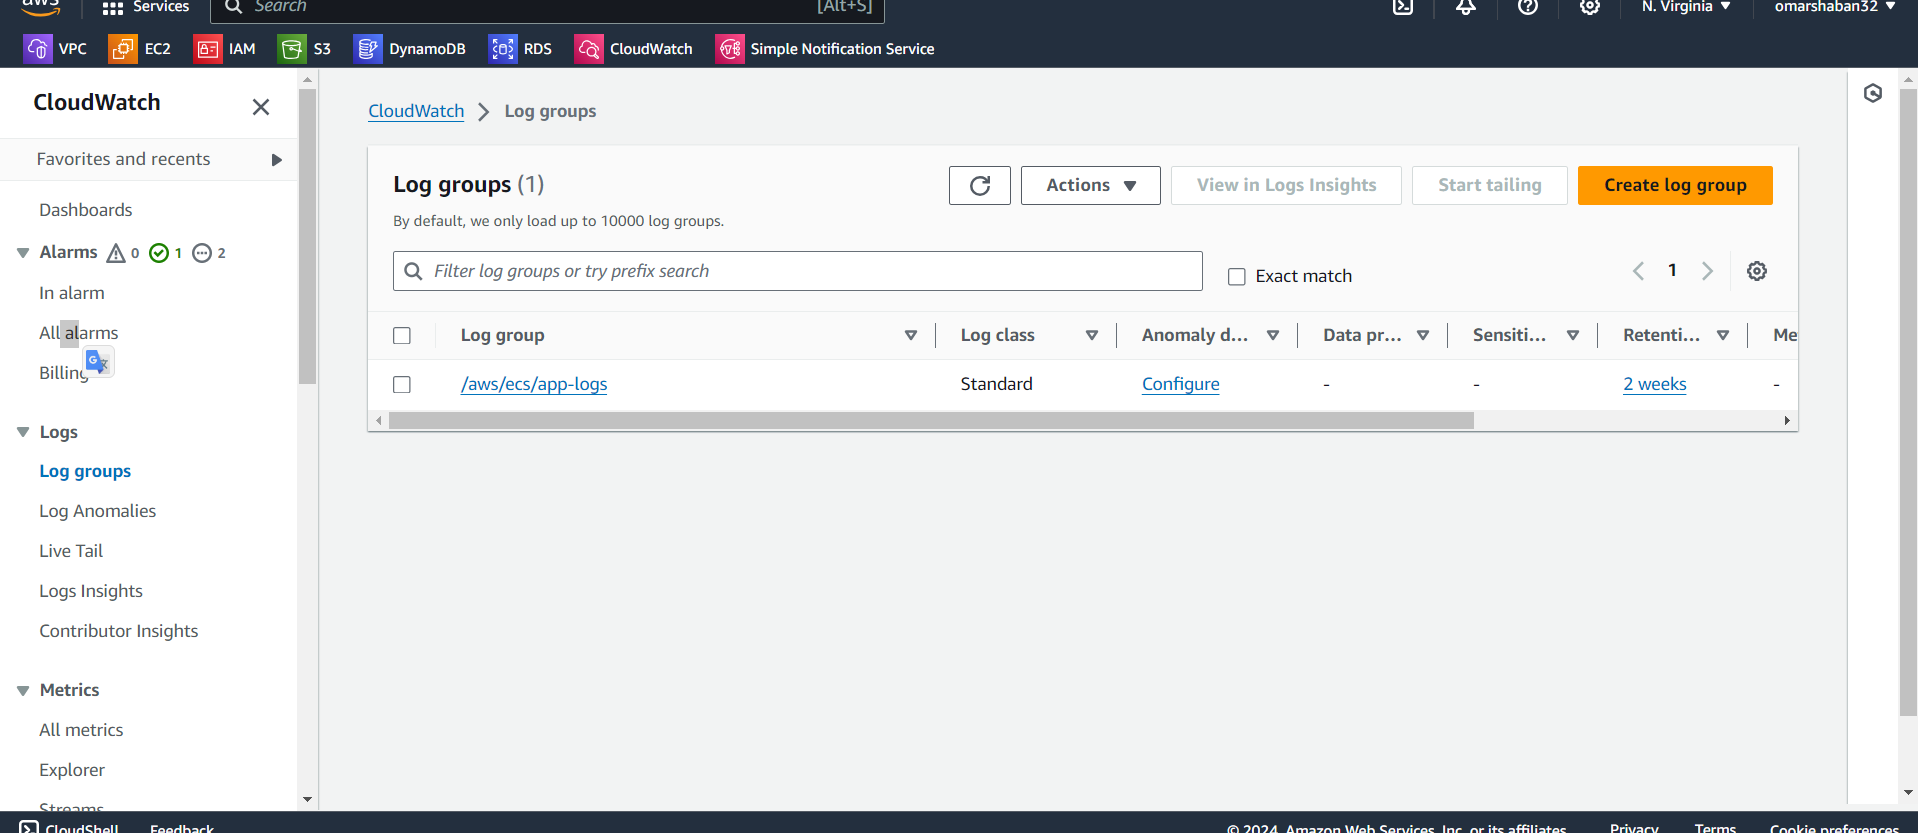 aws
Services
Search
[Alt+S]
N. Virginia
omarshaban32
VPC
EC2
IAM
S3
DynamoDB
RDS
CloudWatch
Simple Notification Service
CloudWatch
Favorites and recents
Dashboards
Alarms 0 1 2
In alarm
All alarms
Billing
Logs
Log groups
Log Anomalies
Live Tail
Logs Insights
Contributor Insights
Metrics
All metrics
Explorer
Streams
CloudWatch > Log groups
Log groups (1)
By default, we only load up to 10000 log groups.
Actions
View in Logs Insights
Start tailing
Create log group
Filter log groups or try prefix search
Exact match
1
Log group
Log class
Anomaly d...
Data pr...
Sensiti...
Retenti...
Me
/aws/ecs/app-logs
Standard
Configure
-
-
2 weeks
-
CloudShell
Feedback
© 2024, Amazon Web Services, Inc. or its affiliates.
Privacy
Terms
Cookie preferences